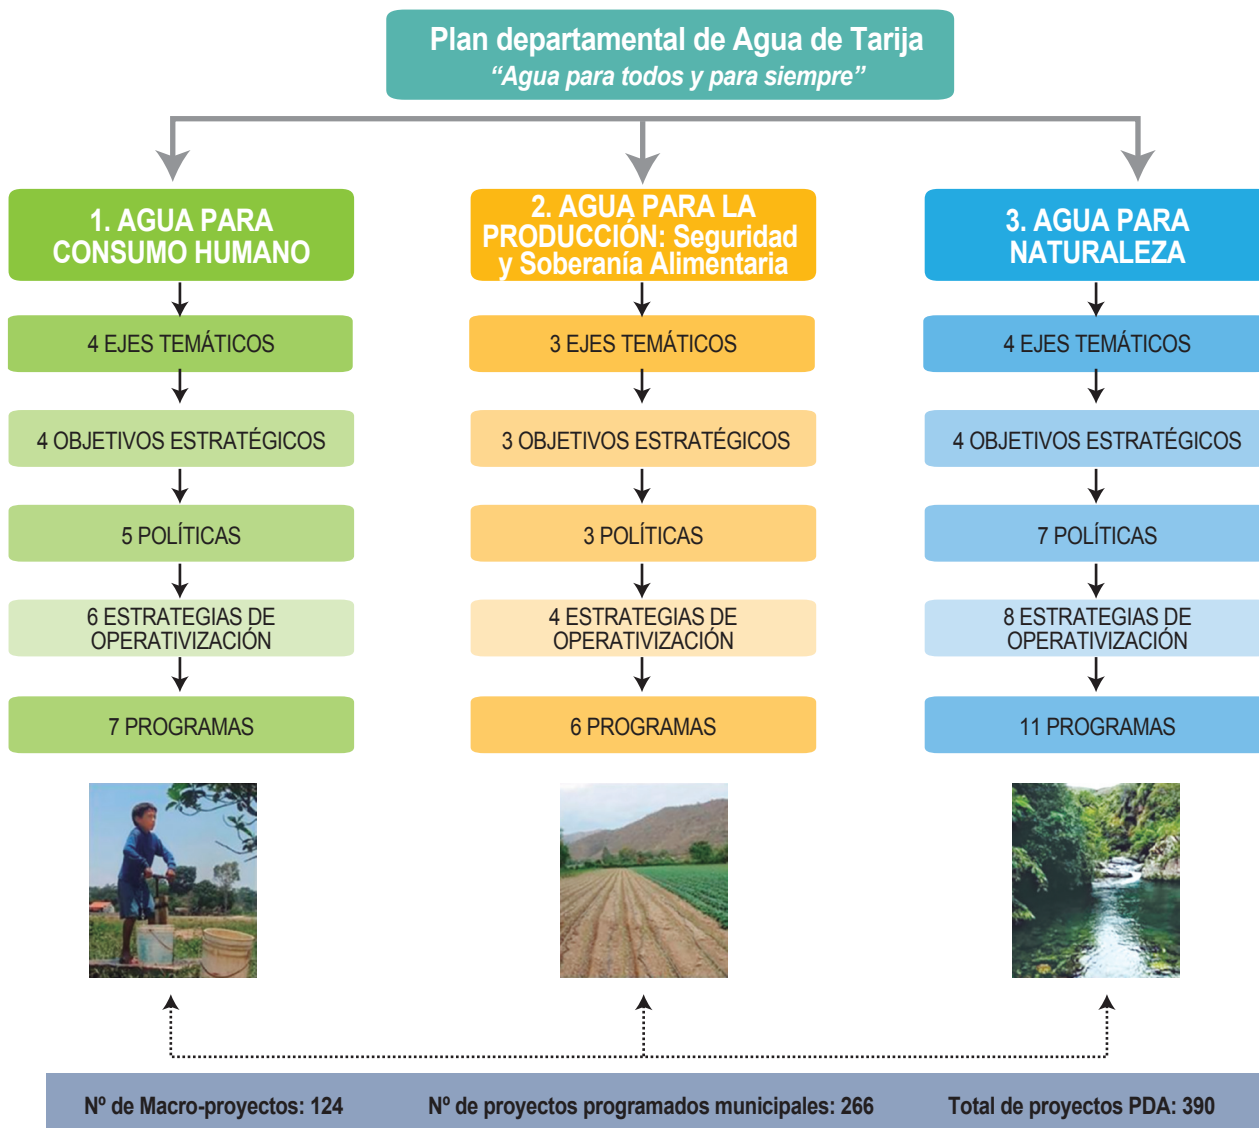 Plan departamental de Agua de Tarija
“Agua para todos y para siempre”
1. AGUA PARA
CONSUMO HUMANO
4 EJES TEMÁTICOS
4 OBJETIVOS ESTRATÉGICOS
5 POLÍTICAS
6 ESTRATEGIAS DE
OPERATIVIZACIÓN
7 PROGRAMAS
2. AGUA PARA LA
PRODUCCIÓN: Seguridad
y Soberanía Alimentaria
3 EJES TEMÁTICOS
3 OBJETIVOS ESTRATÉGICOS
3 POLÍTICAS
4 ESTRATEGIAS DE
OPERATIVIZACIÓN
6 PROGRAMAS
3. AGUA PARA
NATURALEZA
4 EJES TEMÁTICOS
4 OBJETIVOS ESTRATÉGICOS
7 POLÍTICAS
8 ESTRATEGIAS DE
OPERATIVIZACIÓN
11 PROGRAMAS
Nº de Macro-proyectos: 124
Nº de proyectos programados municipales: 266
Total de proyectos PDA: 390